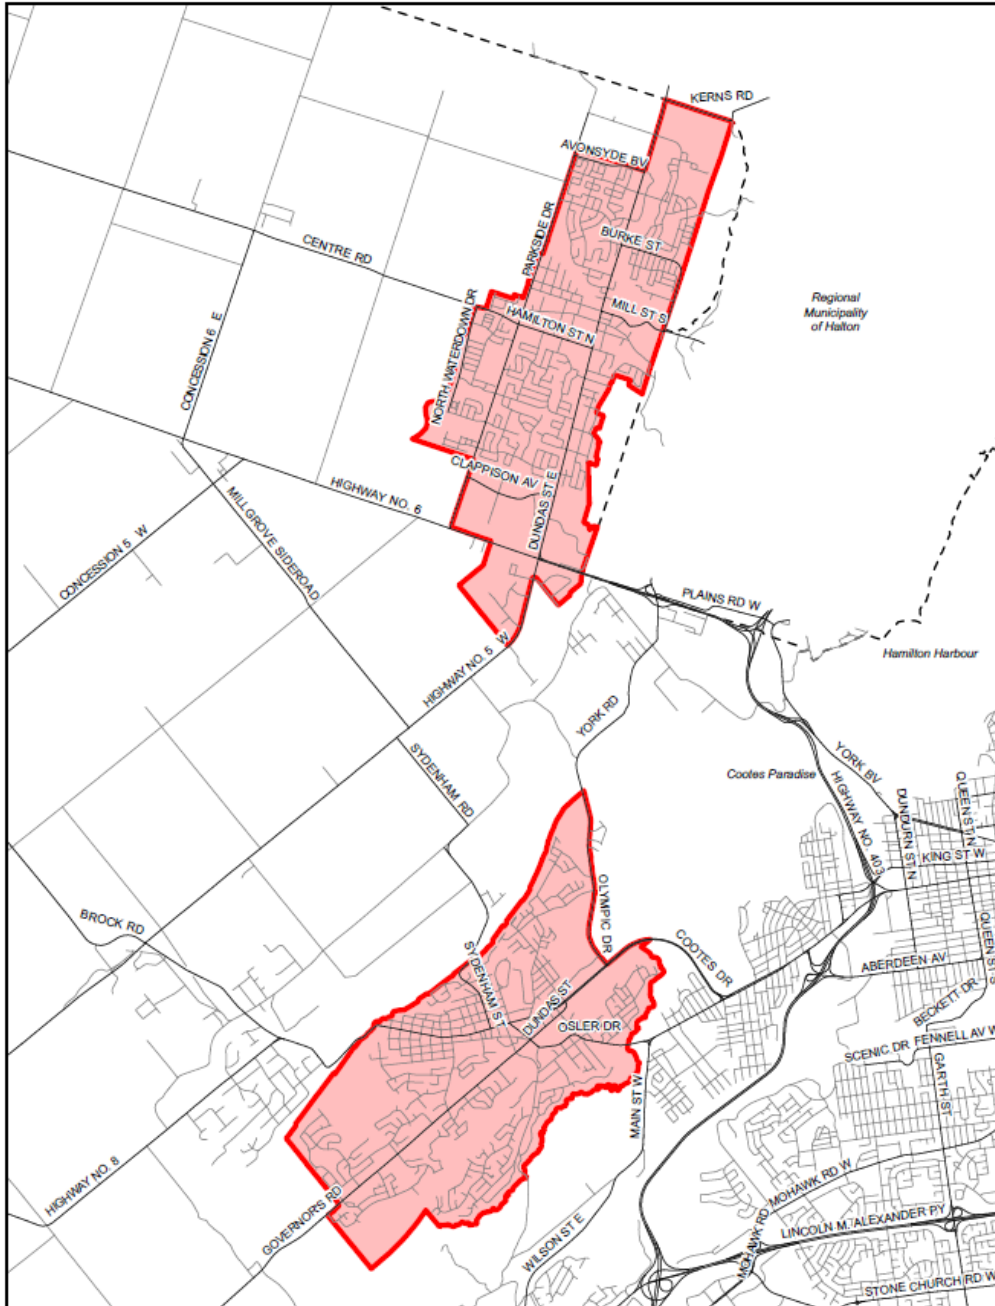 KERNS RD
AVONSYDE BV
PARKSIDE DR
BURKE ST
CENTRE RD
NORTH WATERDOWN DR
HAMILTON ST N
MILL ST S
Regional
Municipality
of Halton
CONCESSION 6 E
CLAPPISON AV
HIGHWAY NO. 6
DUNDAS ST E
MILLGROVE SIDEROAD
CONCESSION 5 W
PLAINS RD W
HIGHWAY NO. 5 W
Hamilton Harbour
YORK RD
SYDENHAM RD
Cootes Paradise
YORK BV
HIGHWAY NO. 403
DUNDURN ST N
QUEEN ST N
KING ST W
BROCK RD
OLYMPIC DR
COOTES DR
SYDENHAM ST
DUNDAS ST
OSLER DR
ABERDEEN AV
QUEEN ST S
BECKETT DR
SCENIC DR
FENNELL AV W
GARTH ST
MAIN ST W
HIGHWAY NO. 8
GOVERNOR'S RD
WILSON ST E
MOHAWK RD W
MOHAWK RD
LINCOLN M. ALEXANDER PY
STONE CHURCH RD W